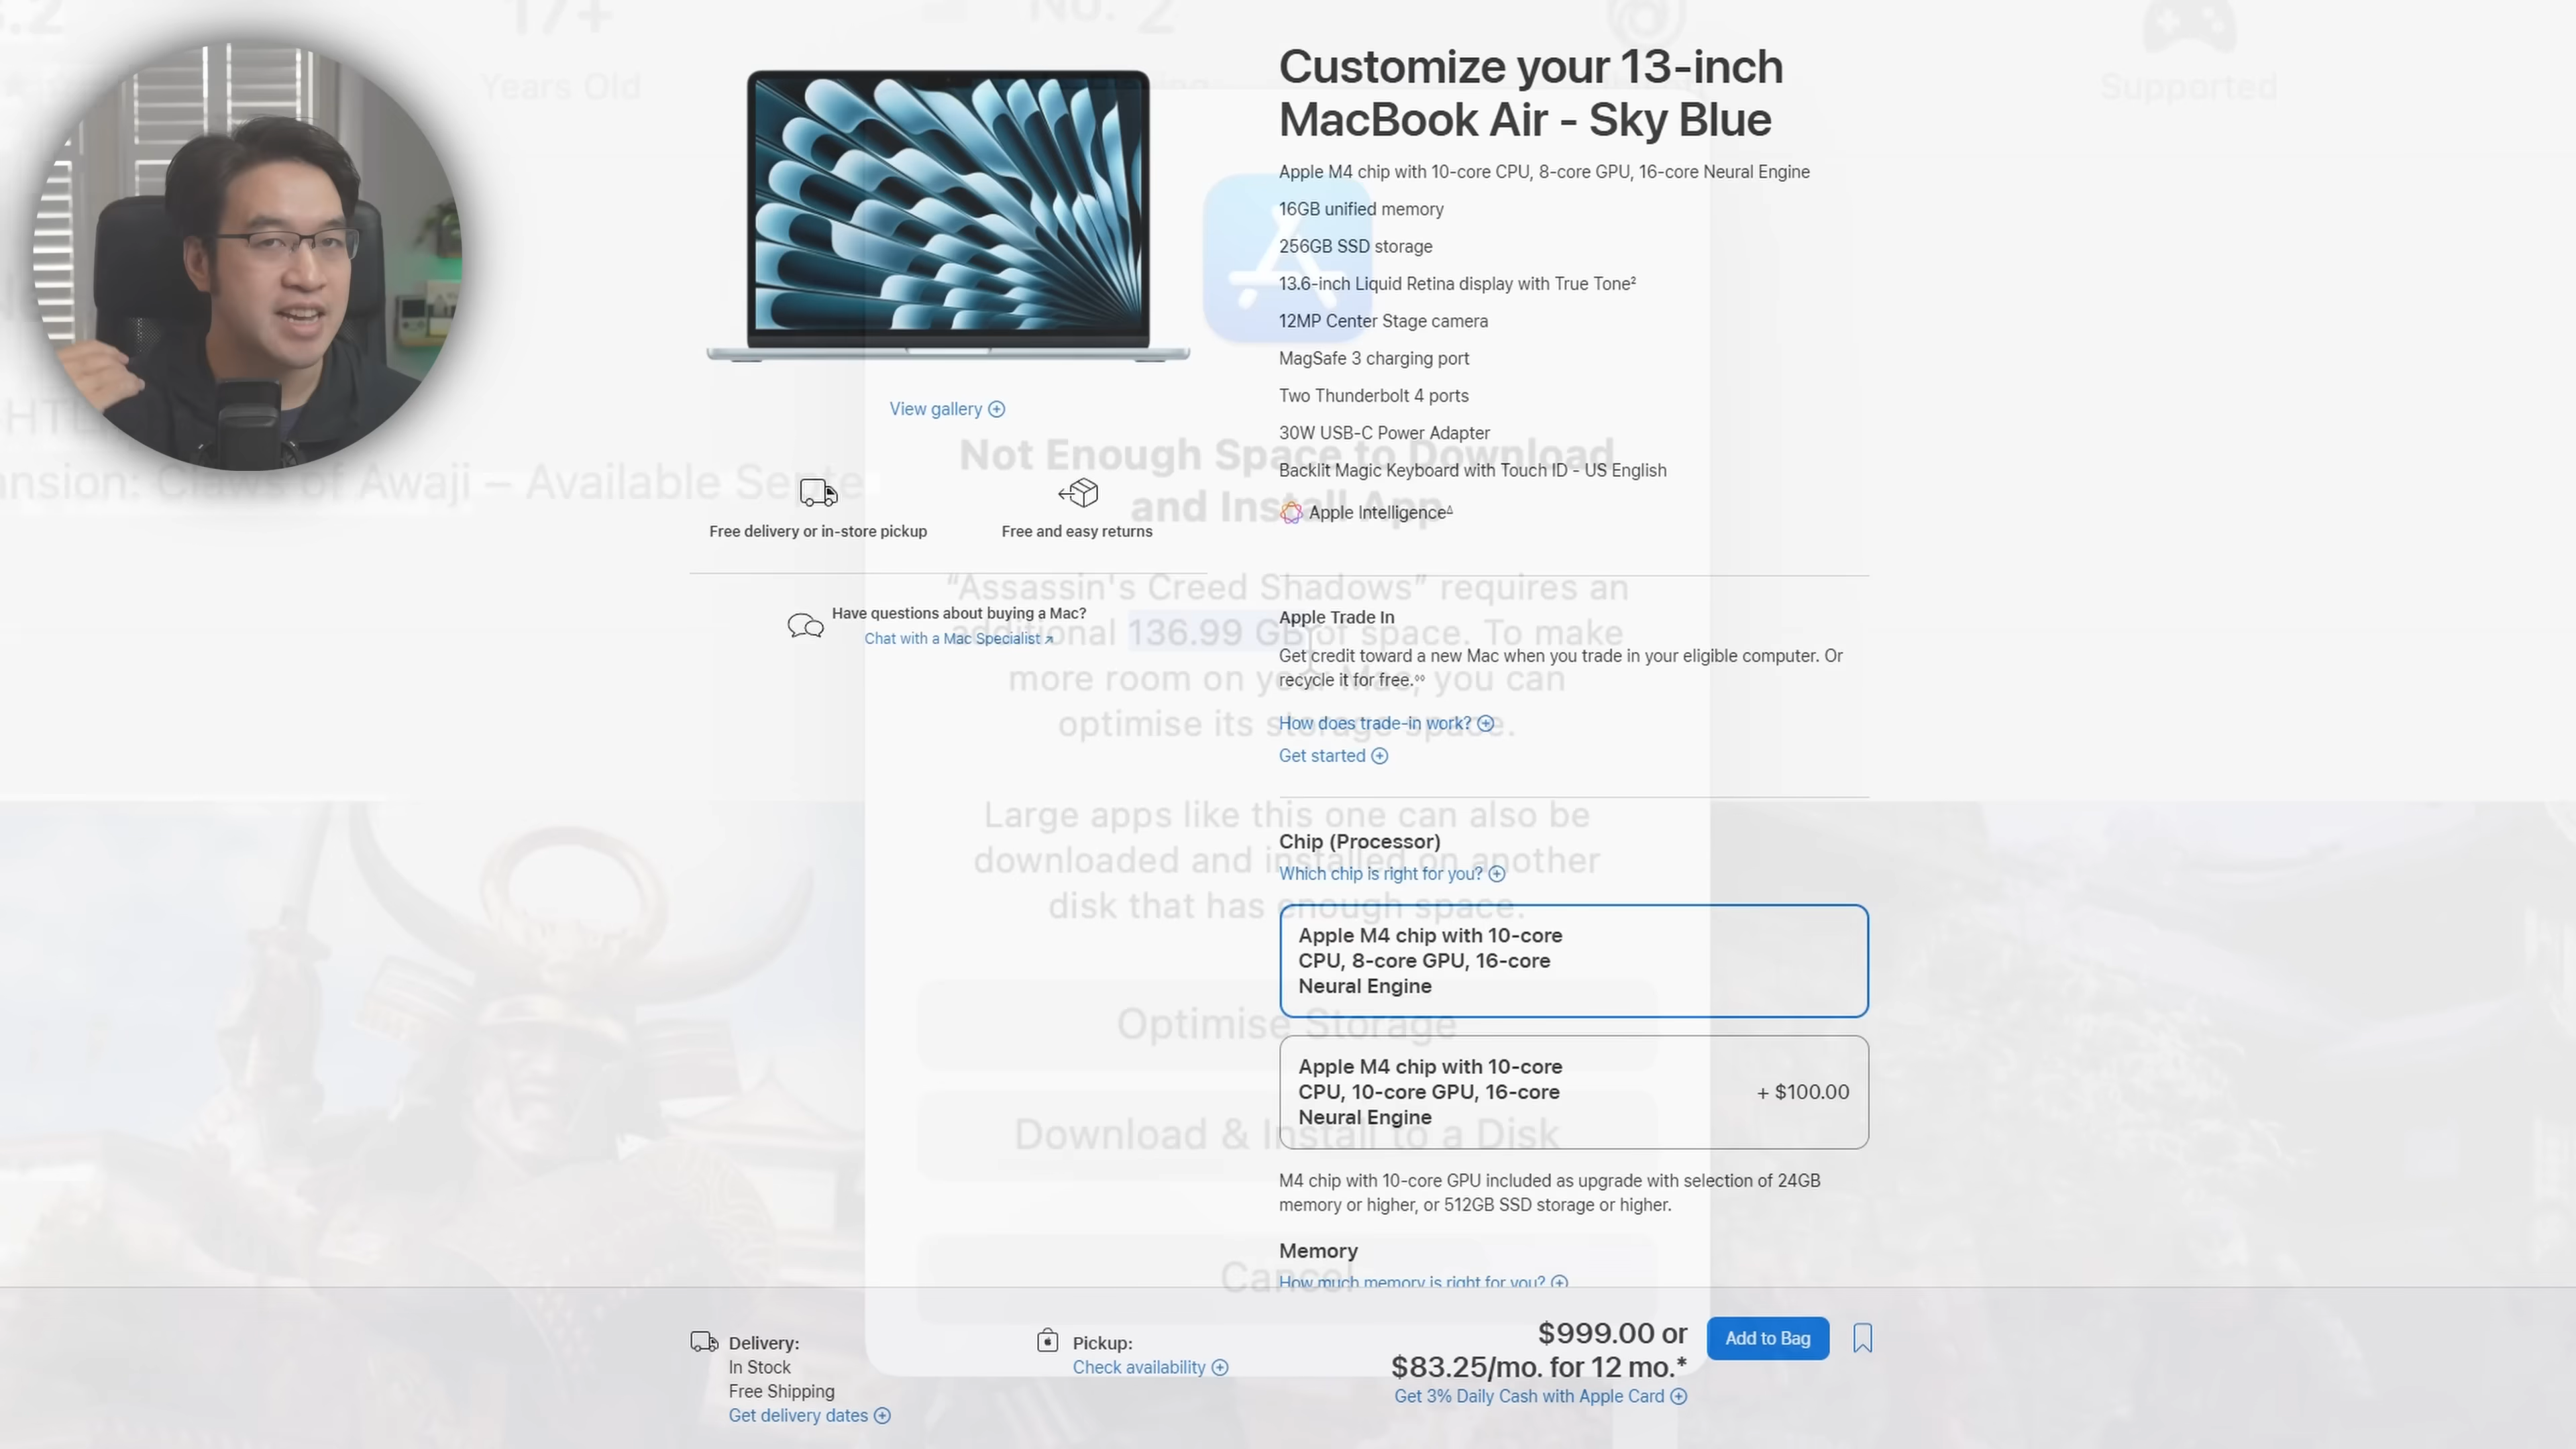 17+
No. 2
Years Old
Supported
Customize your 13-inch
MacBook Air - Sky Blue
Apple M4 chip with 10-core CPU, 8-core GPU, 16-core Neural Engine
16GB unified memory
256GB SSD storage
13.6-inch Liquid Retina display with True Tone²
12MP Center Stage camera
MagSafe 3 charging port
Two Thunderbolt 4 ports
30W USB-C Power Adapter
Backlit Magic Keyboard with Touch ID - US English
Apple Intelligence∆
View gallery
Free delivery or in-store pickup
Free and easy returns
Have questions about buying a Mac?
Chat with a Mac Specialist ↗
Claws of Awaji – Available
Not Enough Space to Download
and Install App
“Assassin's Creed Shadows” requires an
additional 136.99 GB of space. To make
more room on your Mac, you can
optimise its storage space.
Large apps like this one can also be
downloaded and installed on another
disk that has enough space.
Optimise Storage
Download & Install to a Disk
Cancel
Apple Trade In
Get credit toward a new Mac when you trade in your eligible computer. Or
recycle it for free.◊◊
How does trade-in work?
Get started
Chip (Processor)
Which chip is right for you?
Apple M4 chip with 10-core
CPU, 8-core GPU, 16-core
Neural Engine
Apple M4 chip with 10-core
CPU, 10-core GPU, 16-core
Neural Engine
+ $100.00
M4 chip with 10-core GPU included as upgrade with selection of 24GB
memory or higher, or 512GB SSD storage or higher.
Memory
How much memory is right for you?
Delivery:
In Stock
Free Shipping
Get delivery dates
Pickup:
Check availability
$999.00 or
$83.25/mo. for 12 mo.*
Get 3% Daily Cash with Apple Card
Add to Bag